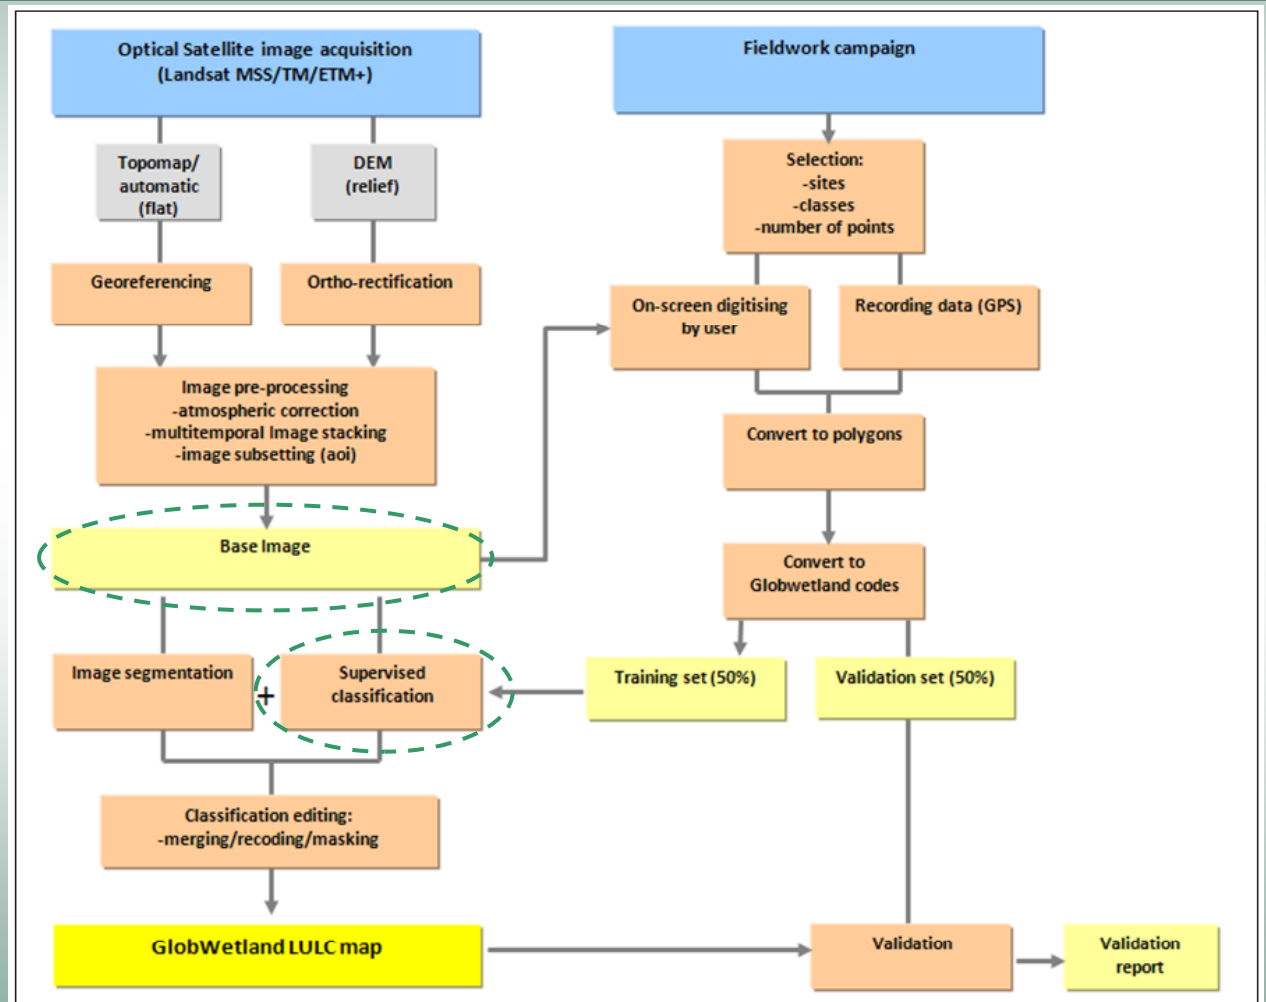 Optical Satellite image acquisition
(Landsat MSS/TM/ETM+)
Topomap/
automatic
(flat)
DEM
(relief)
Georeferencing
Ortho-rectification
Image pre-processing
-atmospheric correction
-multitemporal Image stacking
-image subsetting (aoi)
Base Image
Image segmentation
+
Supervised
classification
Classification editing:
-merging/recoding/masking
GlobWetland LULC map
Fieldwork campaign
Selection:
-sites
-classes
-number of points
On-screen digitising
by user
Recording data (GPS)
Convert to polygons
Convert to
Globwetland codes
Training set (50%)
Validation set (50%)
Validation
Validation
report